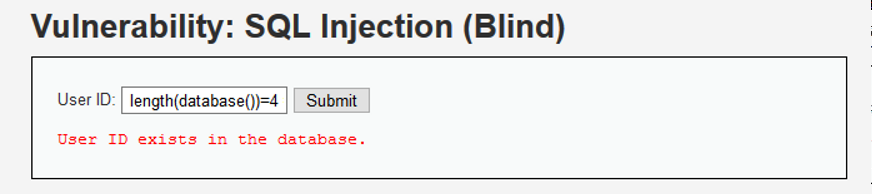 Vulnerability: SQL Injection (Blind)
User ID: length(database())=4 Submit
User ID exists in the database.